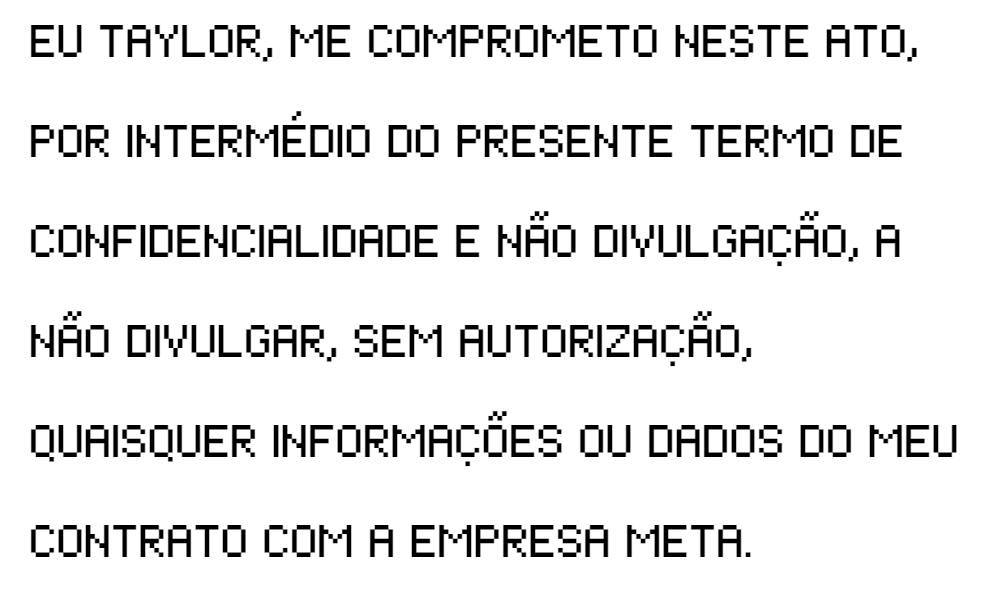 EU TAYLOR, ME COMPROMETO NESTE ATO,
POR INTERMÉDIO DO PRESENTE TERMO DE
CONFIDENCIALIDADE E NÃO DIVULGAÇÃO, A
NÃO DIVULGAR, SEM AUTORIZAÇÃO,
QUAISQUER INFORMAÇÕES OU DADOS DO MEU
CONTRATO COM A EMPRESA META.